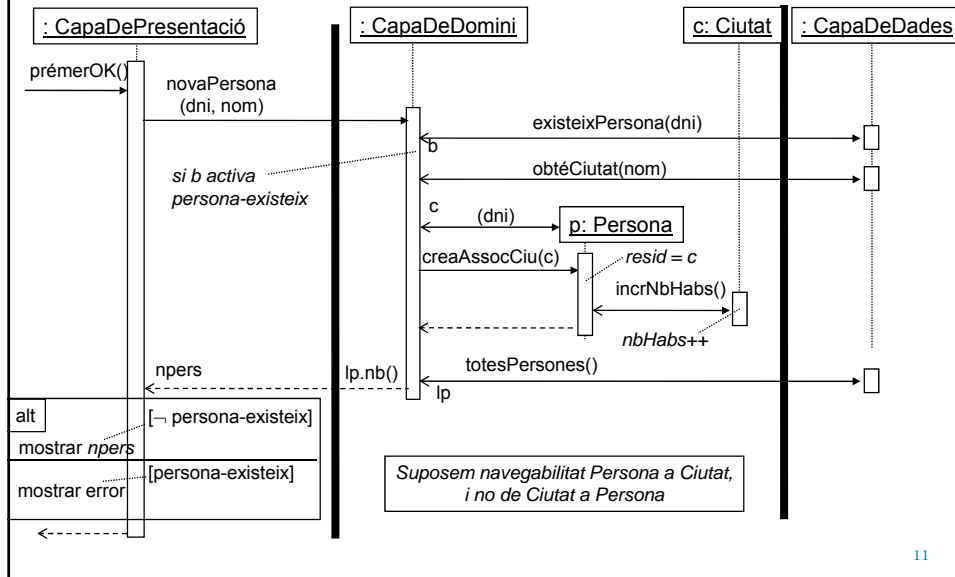 : CapaDePresentació
: CapaDeDomini
c: Ciutat
: CapaDeDades
prémerOK()
novaPersona
(dni, nom)
existeixPersona(dni)
b
si b activa
persona-existeix
obtéCiutat(nom)
c
(dni)
p: Persona
creaAssocCiu(c)
resid = c
incrNbHabs()
nbHabs++
npers
lp.nb()
totesPersones()
lp
alt
[¬ persona-existeix]
mostrar npers
[persona-existeix]
mostrar error
Suposem navegabilitat Persona a Ciutat,
i no de Ciutat a Persona
11